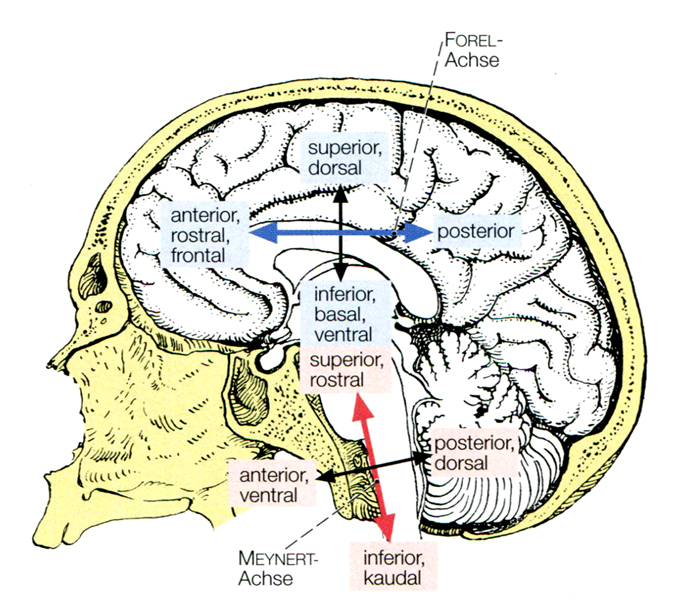 FOREL-
Achse
superior,
dorsal
anterior,
rostral,
frontal
posterior
inferior,
basal,
ventral
superior,
rostral
posterior,
dorsal
anterior,
ventral
MEYNERT-
Achse
inferior,
kaudal